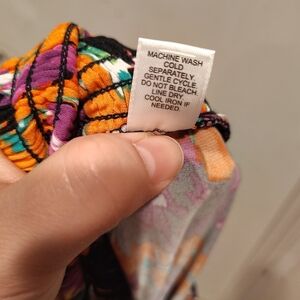 MACHINE WASH
COLD
SEPARATELY.
GENTLE CYCLE.
DO NOT BLEACH.
LINE DRY
COOL IRON IF
NEEDED.